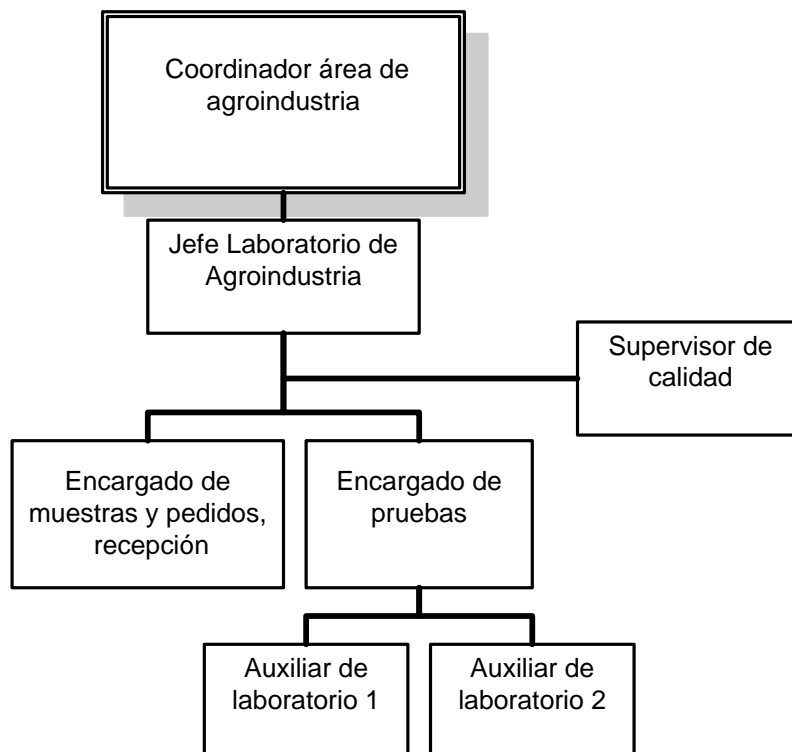 Coordinador área de
agroindustria
Jefe Laboratorio de
Agroindustria
Supervisor de
calidad
Encargado de
muestras y pedidos,
recepción
Encargado de
pruebas
Auxiliar de
laboratorio 1
Auxiliar de
laboratorio 2